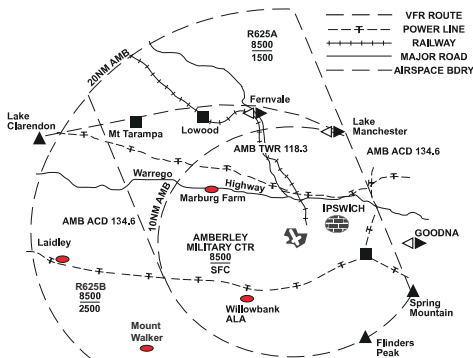 VFR ROUTE
POWER LINE
RAILWAY
MAJOR ROAD
AIRSPACE BDRY
R625A
8500
1500
20NM AMB
Lake
Clarendon
Mt Tarampa
Lowood
Fernvale
Lake
Manchester
AMB TWR 118.3
AMB ACD 134.6
Warrego
Highway
Marburg Farm
10NM AMB
IPSWICH
AMB ACD 134.6
AMBERLEY
MILITARY CTR
8500
SFC
GOODNA
Laidley
R625B
8500
2500
Willowbank
ALA
Spring
Mountain
Mount
Walker
Flinders
Peak